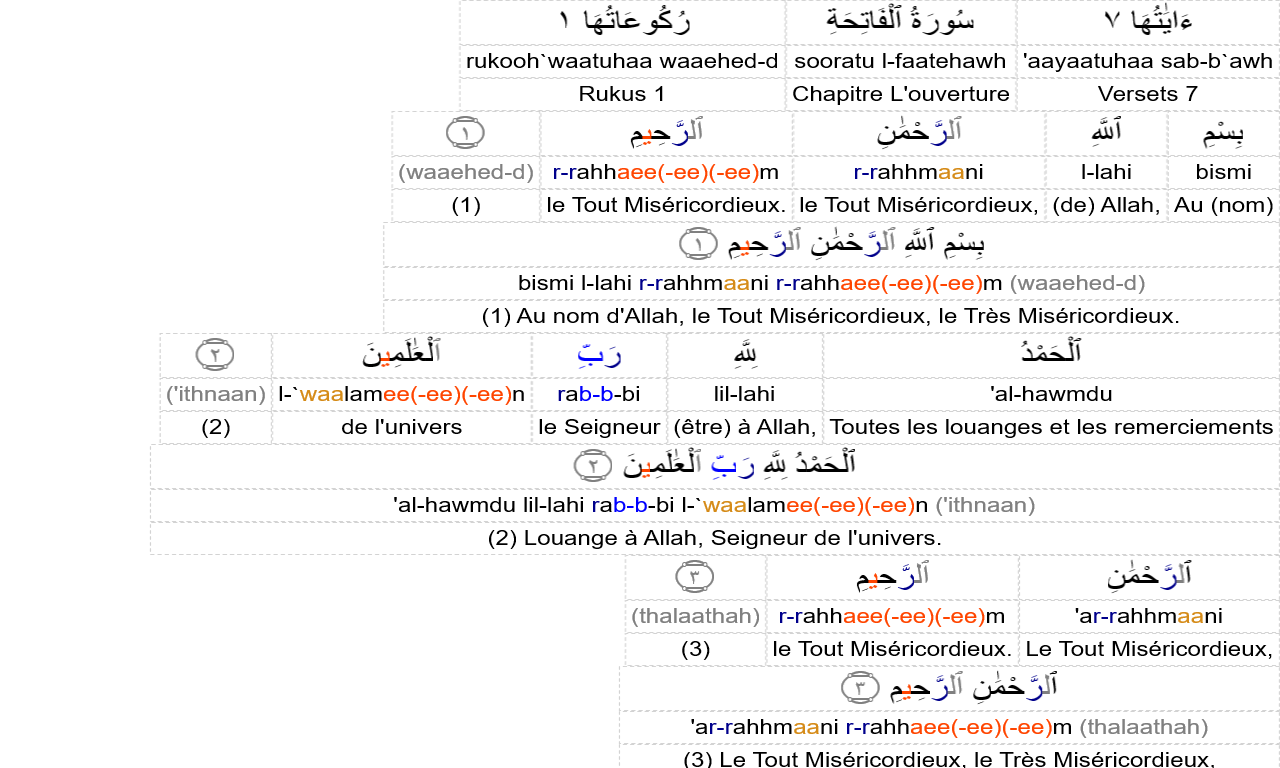 ءَايَٰتُهَا ٧ سُورَةُ ٱلْفَاتِحَةِ رُكُوعَاتُهَا ١
rukooh`waatuhaa waaehed-d sooratu l-faatehawh 'aayaatuhaa sab-b`awh
Rukus 1 Chapitre L'ouverture Versets 7
بِسْمِ ٱللَّهِ ٱلرَّحْمَٰنِ ٱلرَّحِيمِ ١
(waaehed-d) r-rahhaee(-ee)(-ee)m r-rahhmaani l-lahi bismi
(1) le Tout Miséricordieux. le Tout Miséricordieux, (de) Allah, Au (nom)
بِسْمِ ٱللَّهِ ٱلرَّحْمَٰنِ ٱلرَّحِيمِ ١
bismi l-lahi r-rahhmaani r-rahhaee(-ee)(-ee)m (waaehed-d)
(1) Au nom d'Allah, le Tout Miséricordieux, le Très Miséricordieux.
ٱلْحَمْدُ لِلَّهِ رَبِّ ٱلْعَٰلَمِينَ ٢
('ithnaan) l-`waalamee(-ee)(-ee)n rab-b-bi lil-lahi 'al-hawmdu
(2) de l'univers le Seigneur (être) à Allah, Toutes les louanges et les remerciements
ٱلْحَمْدُ لِلَّهِ رَبِّ ٱلْعَٰلَمِينَ ٢
'al-hawmdu lil-lahi rab-b-bi l-`waalamee(-ee)(-ee)n ('ithnaan)
(2) Louange à Allah, Seigneur de l'univers.
ٱلرَّحْمَٰنِ ٱلرَّحِيمِ ٣
(thalaathah) r-rahhaee(-ee)(-ee)m 'ar-rahhmaani
(3) le Tout Miséricordieux. Le Tout Miséricordieux,
ٱلرَّحْمَٰنِ ٱلرَّحِيمِ ٣
'ar-rahhmaani r-rahhaee(-ee)(-ee)m (thalaathah)
(3) Le Tout Miséricordieux, le Très Miséricordieux,